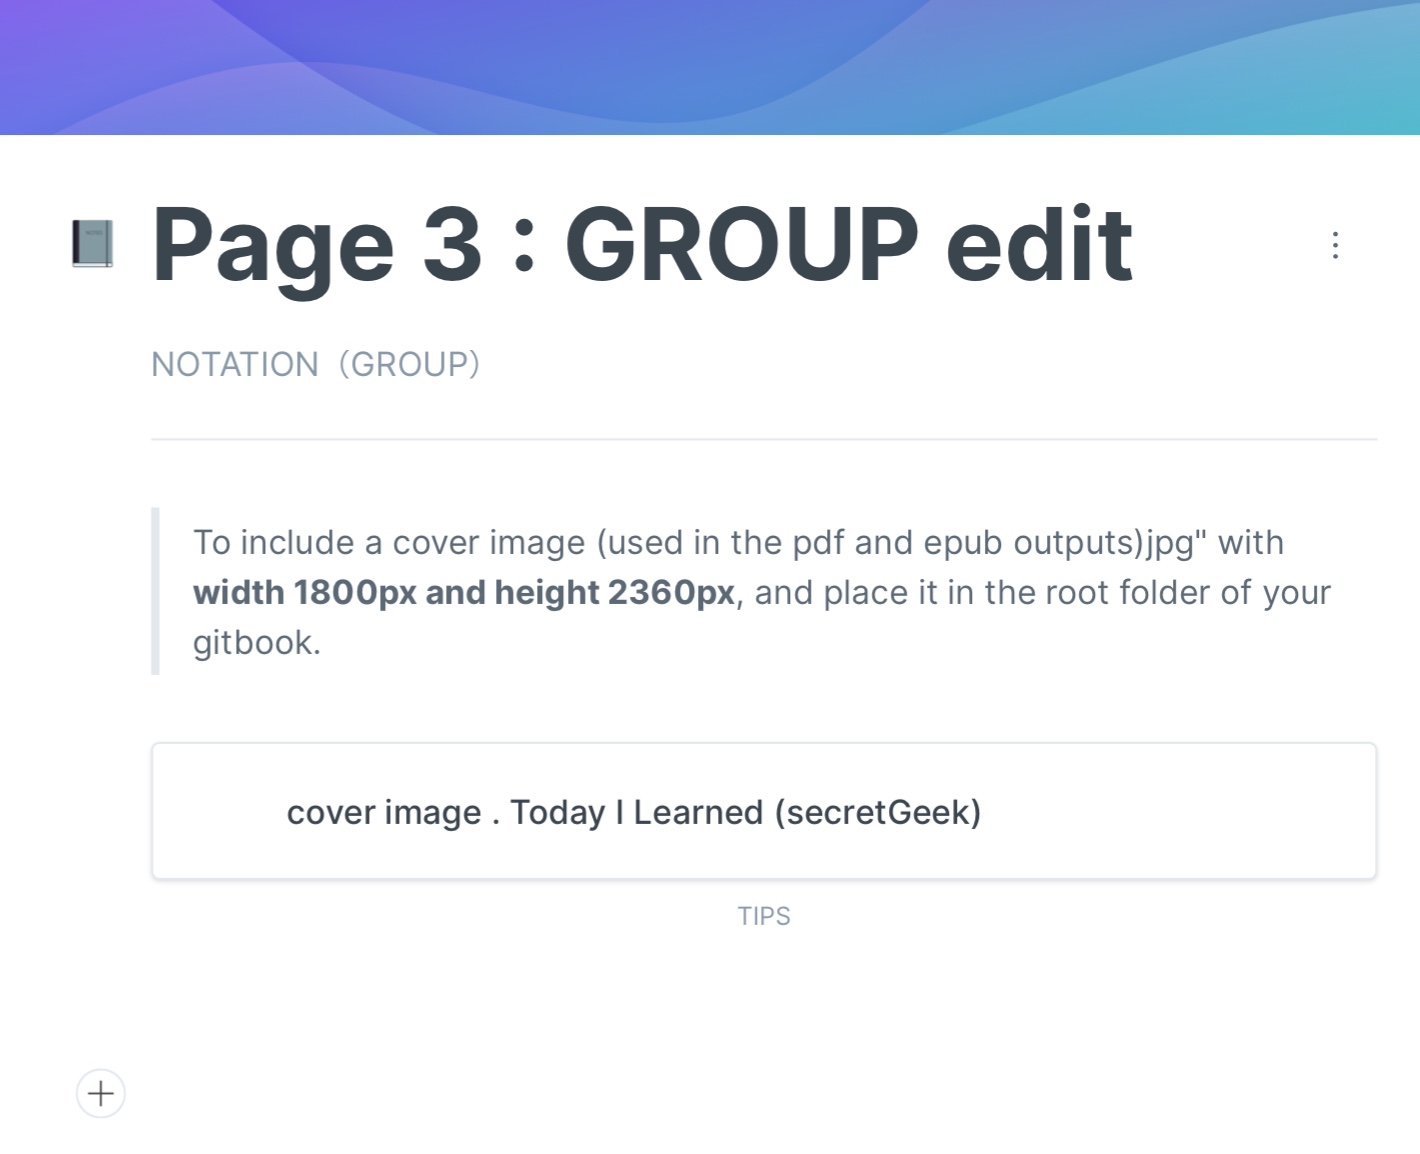 Page 3 : GROUP edit
NOTATION（GROUP）
To include a cover image (used in the pdf and epub outputs)jpg" with
width 1800px and height 2360px, and place it in the root folder of your
gitbook.
cover image . Today I Learned (secretGeek)
TIPS